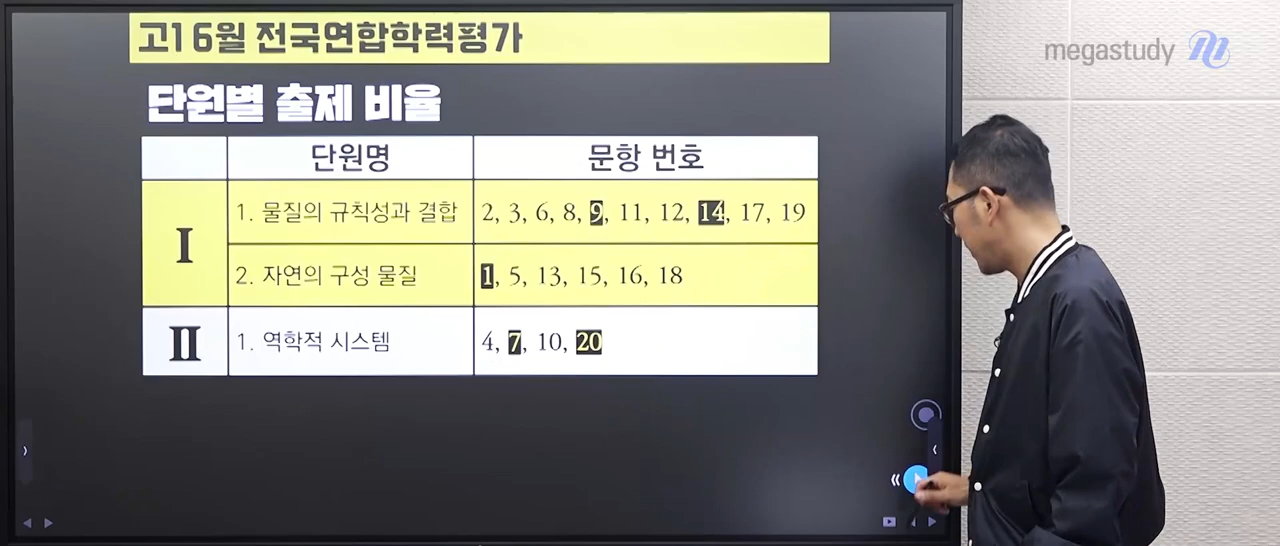 고1 6월 전국연합학력평가
megastudy
단원별 출제 비율
단원명 문항 번호
I 1. 물질의 규칙성과 결합 2, 3, 6, 8, 9, 11, 12, 14, 17, 19
2. 자연의 구성 물질 1, 5, 13, 15, 16, 18
II 1. 역학적 시스템 4, 7, 10, 20